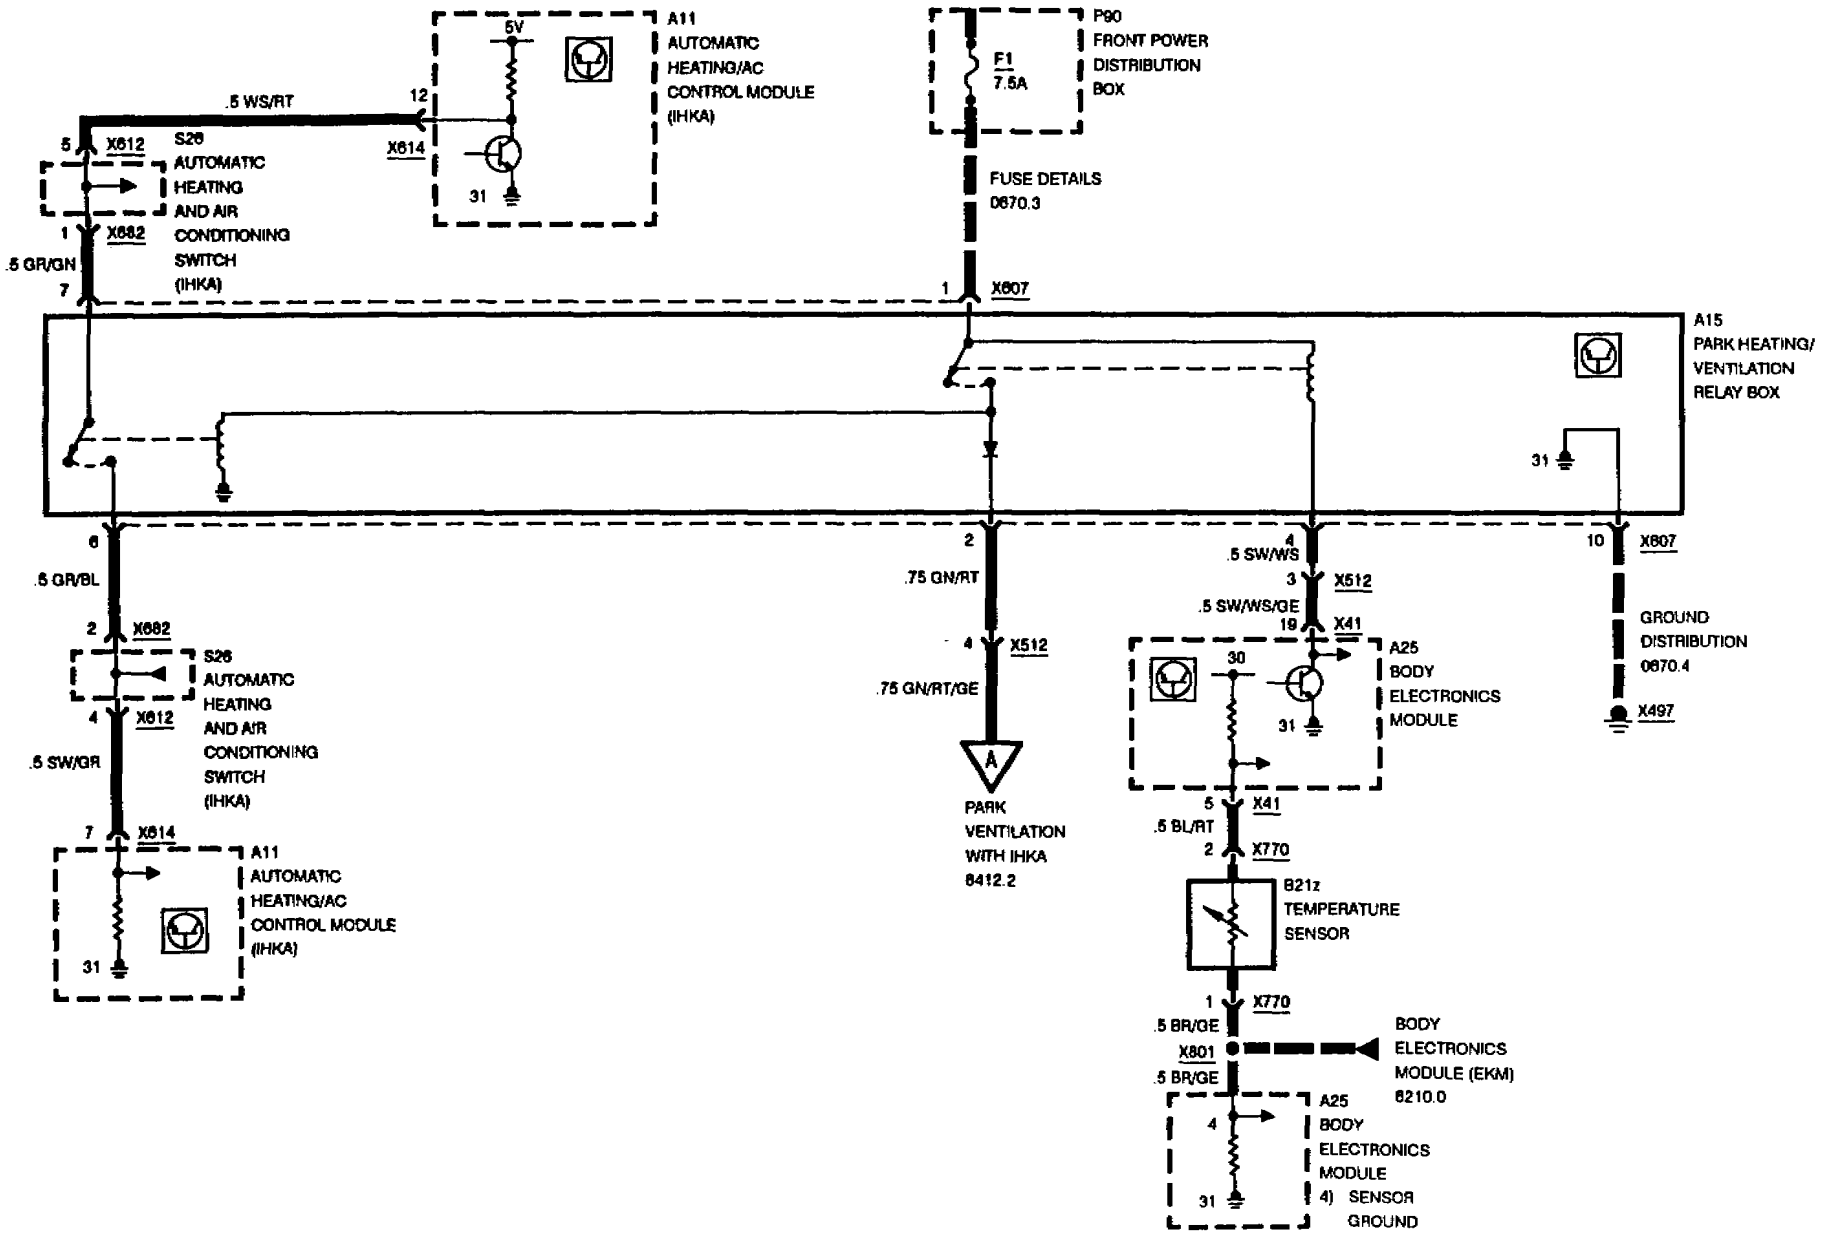 5V
A11
AUTOMATIC
HEATING/AC
CONTROL MODULE
(IHKA)
12
.5 WS/RT
X614
31
P90
FRONT POWER
DISTRIBUTION
BOX
F1
7.5A
FUSE DETAILS
0670.3
5
X612
S26
AUTOMATIC
HEATING
AND AIR
CONDITIONING
SWITCH
(IHKA)
1
X682
.5 GR/GN
7
1
X607
A15
PARK HEATING/
VENTILATION
RELAY BOX
31
6
.5 GR/BL
2
X682
S26
AUTOMATIC
HEATING
AND AIR
CONDITIONING
SWITCH
(IHKA)
4
X612
.5 SW/GR
7
X614
A11
AUTOMATIC
HEATING/AC
CONTROL MODULE
(IHKA)
31
2
.75 GN/RT
4
X512
.75 GN/RT/GE
A
PARK
VENTILATION
WITH IHKA
6412.2
4
.5 SW/WS
3
X512
.5 SW/WS/GE
19
X41
A25
BODY
ELECTRONICS
MODULE
30
31
5
X41
.5 BL/RT
2
X770
B21z
TEMPERATURE
SENSOR
1
X770
.5 BR/GE
X801
.5 BR/GE
BODY
ELECTRONICS
MODULE (EKM)
6210.0
A25
BODY
ELECTRONICS
MODULE
4) SENSOR
GROUND
4
31
10
X607
GROUND
DISTRIBUTION
0670.4
X497